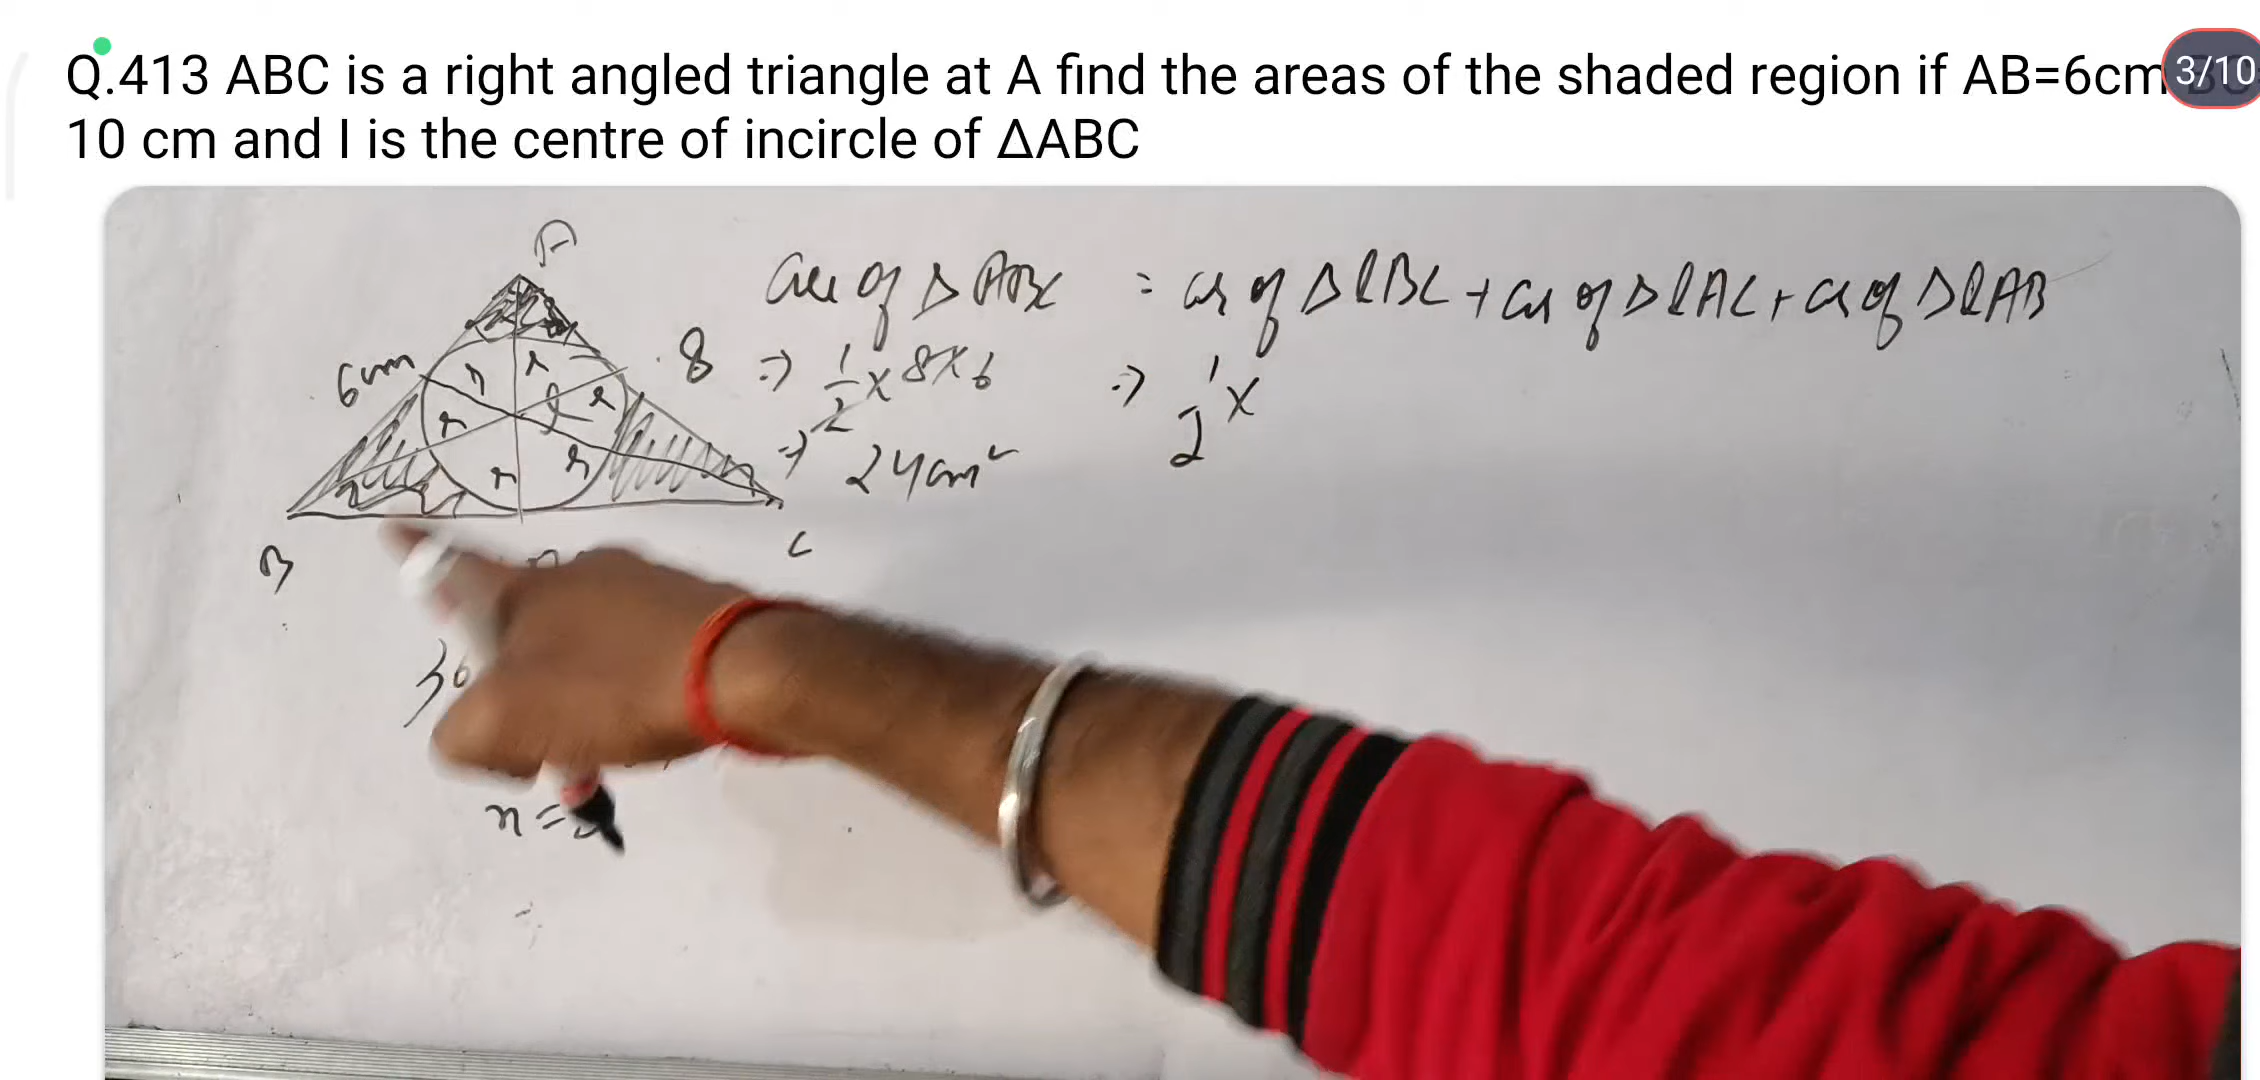 Q.413 ABC is a right angled triangle at A find the areas of the shaded region if AB=6cm BC
3/10
10 cm and I is the centre of incircle of ΔABC
A
ar of Δ ABC = ar of Δ IBC + ar of Δ IAC + ar of Δ IAB
6cm r r 8 ⇒ 1/2 × 8×6 ⇒ 1/2 ×
r I r
r r ⇒ 24cm²
B C